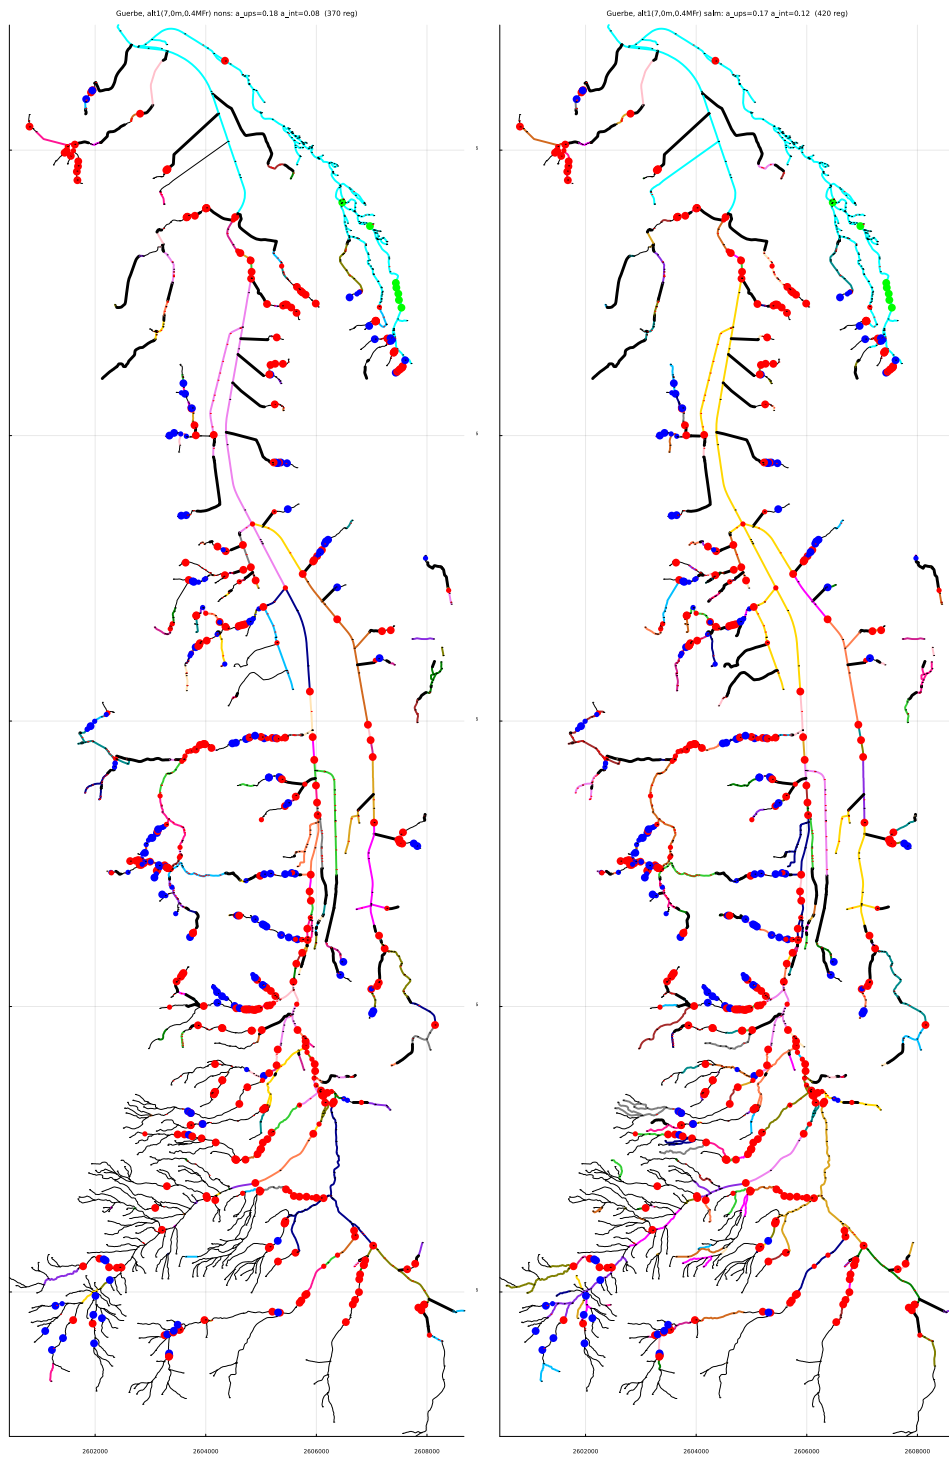 Guerbe, alt1(7,0m,0.4MFr) nons: a_ups=0.18 a_int=0.08 (370 reg)
Guerbe, alt1(7,0m,0.4MFr) salm: a_ups=0.17 a_int=0.12 (420 reg)
2602000 2604000 2606000 2608000
2602000 2604000 2606000 2608000